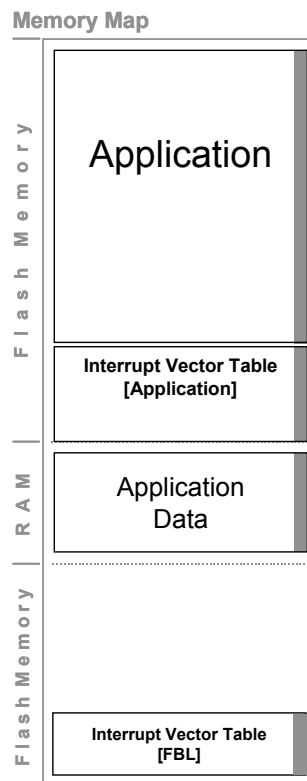 Memory Map
Flash Memory
Application
Interrupt Vector Table
[Application]
RAM
Application
Data
Flash Memory
Interrupt Vector Table
[FBL]